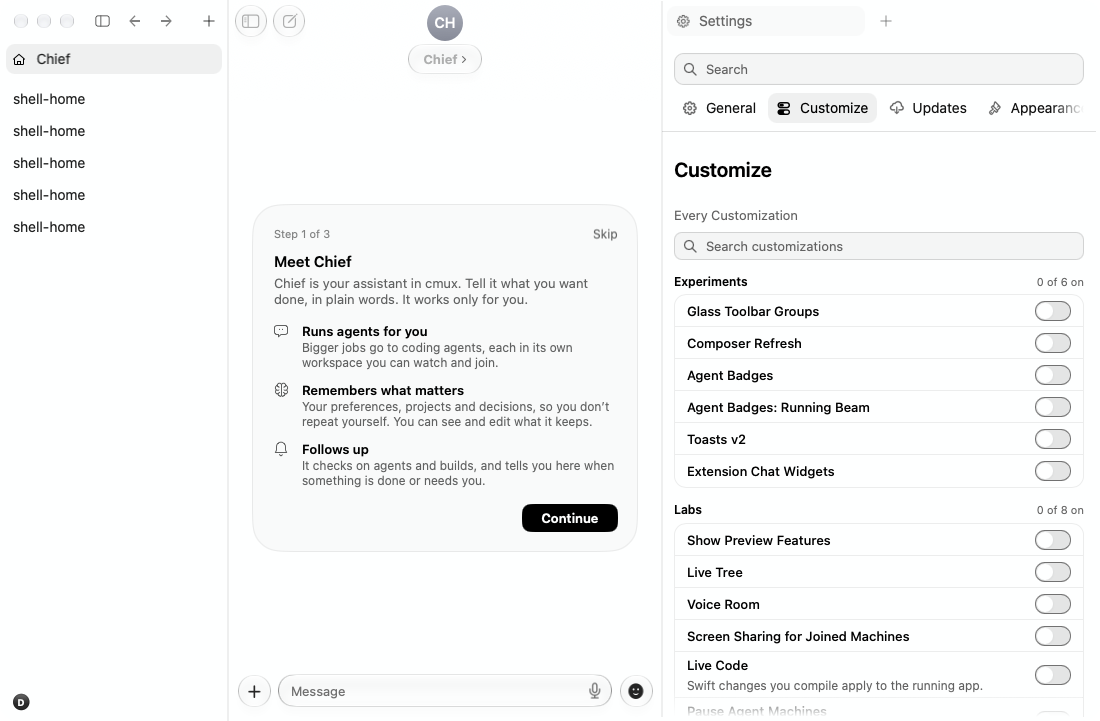 Chief
shell-home
shell-home
shell-home
shell-home
shell-home
D
CH
Chief >
Step 1 of 3
Skip
Meet Chief
Chief is your assistant in cmux. Tell it what you want
done, in plain words. It works only for you.
Runs agents for you
Bigger jobs go to coding agents, each in its own
workspace you can watch and join.
Remembers what matters
Your preferences, projects and decisions, so you don't
repeat yourself. You can see and edit what it keeps.
Follows up
It checks on agents and builds, and tells you here when
something is done or needs you.
Continue
Message
Settings
Search
General
Customize
Updates
Appearanc
Customize
Every Customization
Search customizations
Experiments
0 of 6 on
Glass Toolbar Groups
Composer Refresh
Agent Badges
Agent Badges: Running Beam
Toasts v2
Extension Chat Widgets
Labs
0 of 8 on
Show Preview Features
Live Tree
Voice Room
Screen Sharing for Joined Machines
Live Code
Swift changes you compile apply to the running app.
Pause Agent Machines